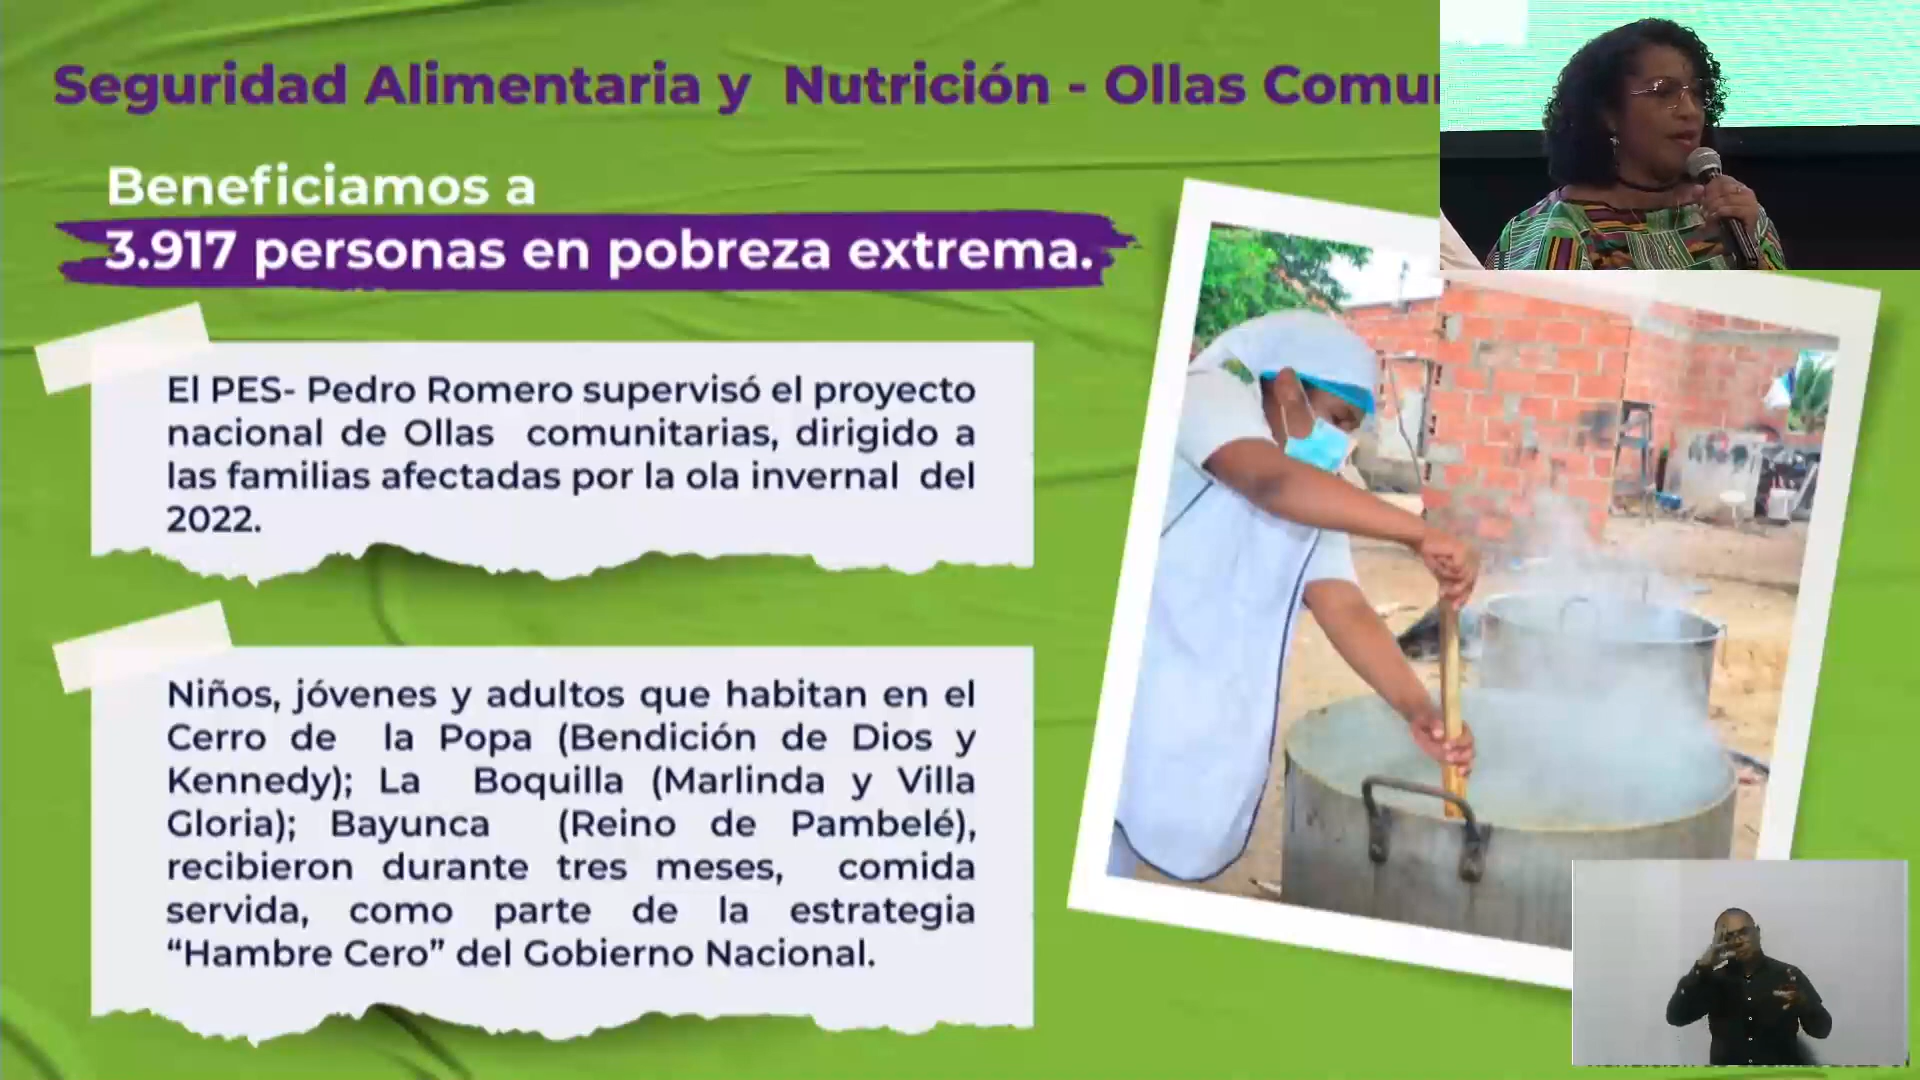 Seguridad Alimentaria y Nutrición - Ollas
Beneficiamos a
3.917 personas en pobreza extrema.
El PES- Pedro Romero supervisó el proyecto
nacional de Ollas comunitarias, dirigido a
las familias afectadas por la ola invernal del
2022.
Niños, jóvenes y adultos que habitan en el
Cerro de la Popa (Bendición de Dios y
Kennedy); La Boquilla (Marlinda y Villa
Gloria); Bayunca (Reino de Pambelé),
recibieron durante tres meses, comida
servida, como parte de la estrategia
“Hambre Cero” del Gobierno Nacional.